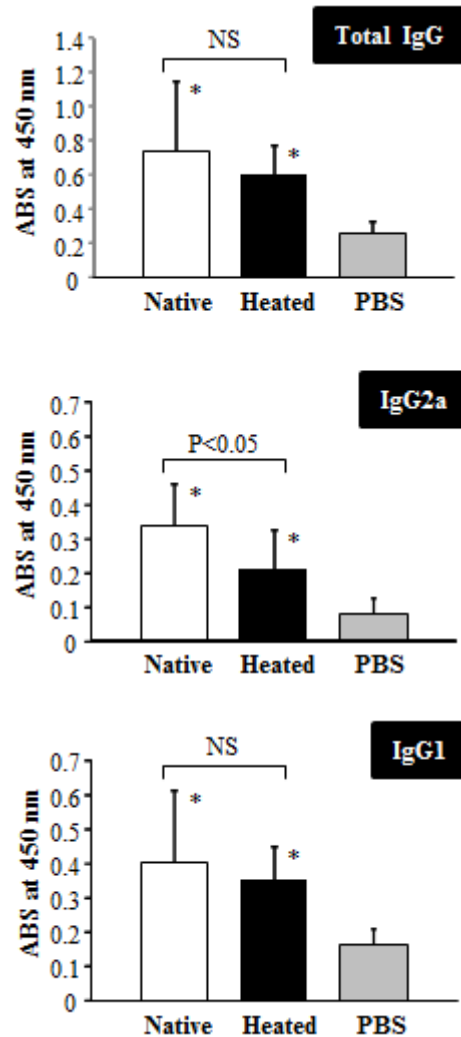 Total IgG
NS
ABS at 450 nm
1.4
1.2
1.0
0.8
0.6
0.4
0.2
0
*
*
Native Heated PBS
IgG2a
P<0.05
ABS at 450 nm
0.7
0.6
0.5
0.4
0.3
0.2
0.1
0
*
*
Native Heated PBS
IgG1
NS
ABS at 450 nm
0.7
0.6
0.5
0.4
0.3
0.2
0.1
0
*
*
Native Heated PBS